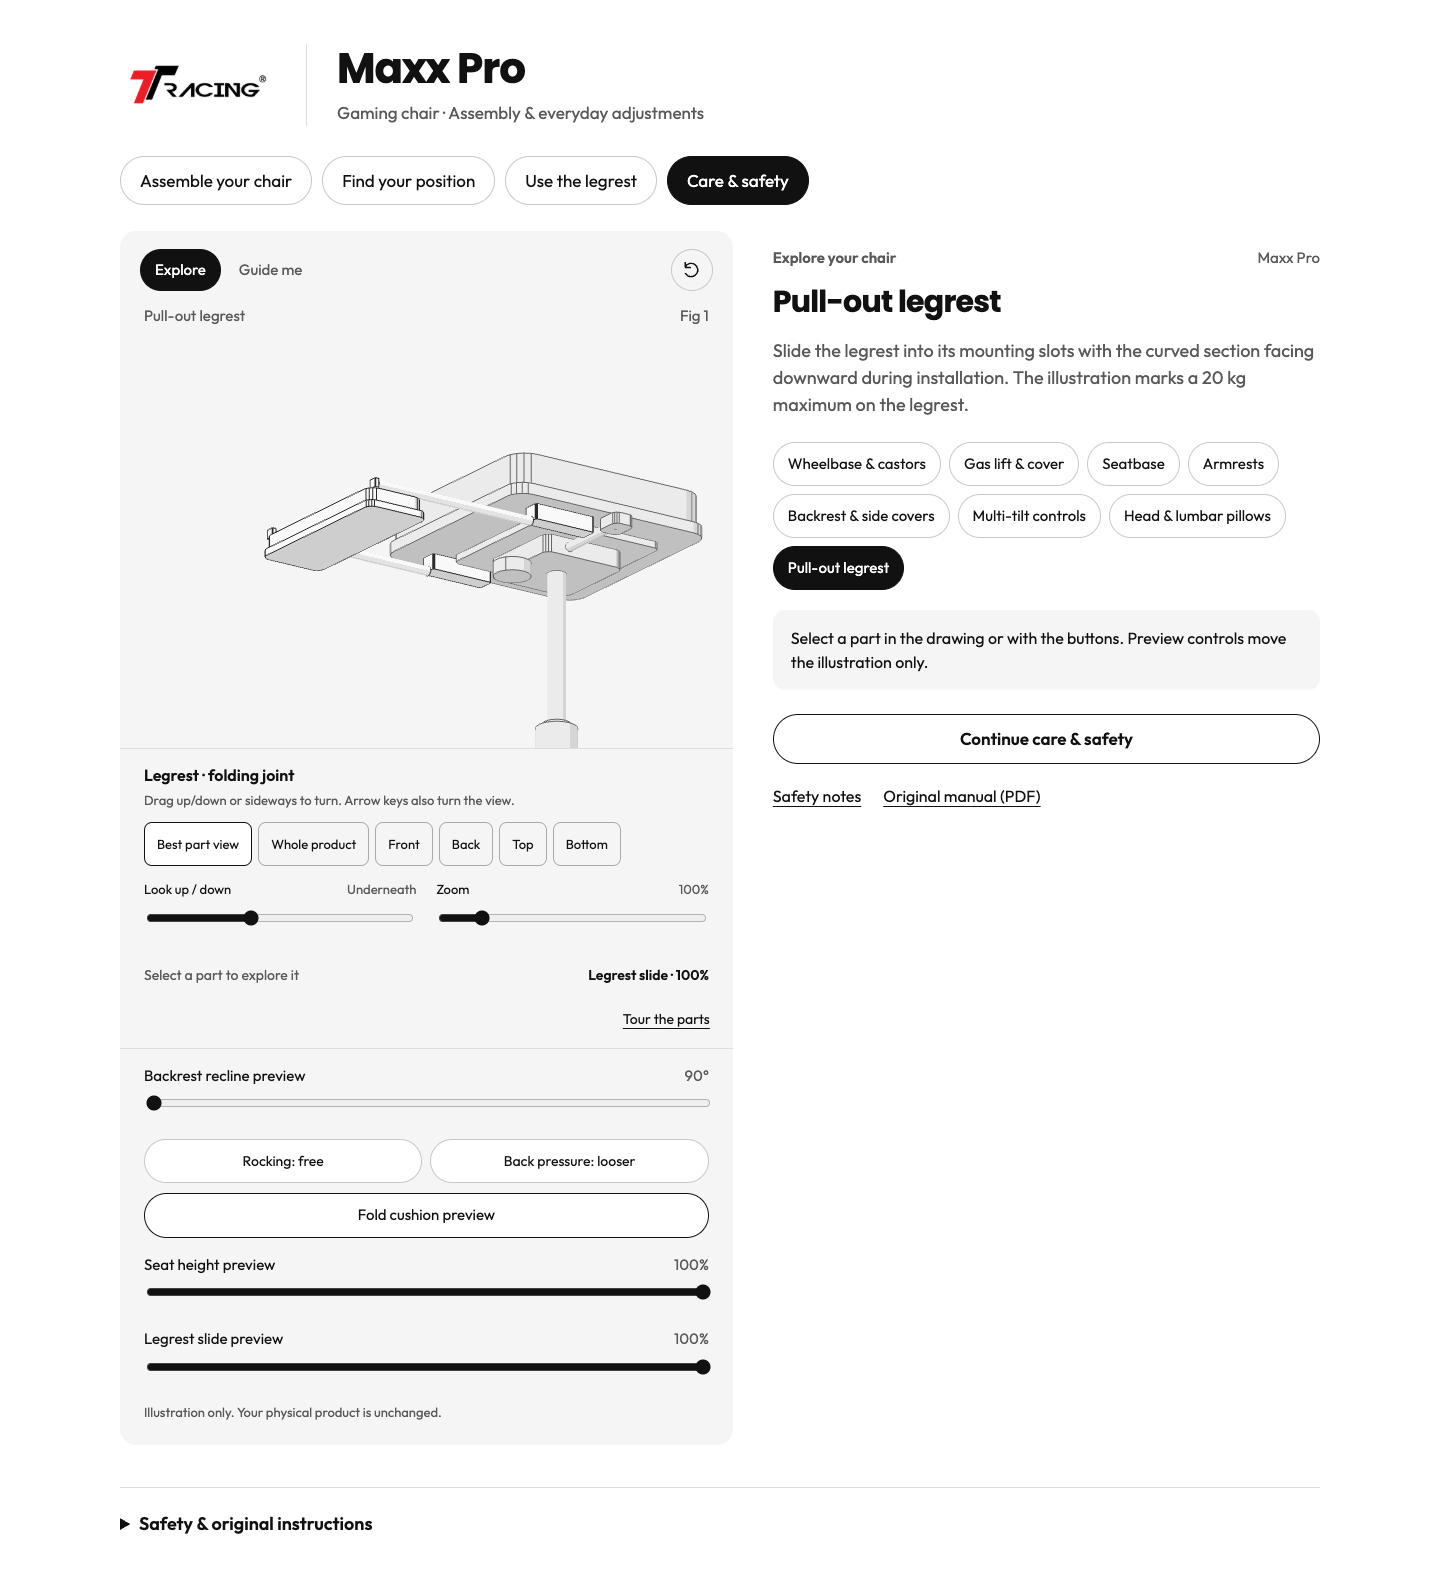 TTRACING®
Maxx Pro
Gaming chair · Assembly & everyday adjustments
Assemble your chair
Find your position
Use the legrest
Care & safety
Explore
Guide me
Pull-out legrest
Fig 1
Legrest · folding joint
Drag up/down or sideways to turn. Arrow keys also turn the view.
Best part view
Whole product
Front
Back
Top
Bottom
Look up / down
Underneath
Zoom
100%
Select a part to explore it
Legrest slide · 100%
Tour the parts
Backrest recline preview
90°
Rocking: free
Back pressure: looser
Fold cushion preview
Seat height preview
100%
Legrest slide preview
100%
Illustration only. Your physical product is unchanged.
Explore your chair
Maxx Pro
Pull-out legrest
Slide the legrest into its mounting slots with the curved section facing
downward during installation. The illustration marks a 20 kg
maximum on the legrest.
Wheelbase & castors
Gas lift & cover
Seatbase
Armrests
Backrest & side covers
Multi-tilt controls
Head & lumbar pillows
Pull-out legrest
Select a part in the drawing or with the buttons. Preview controls move
the illustration only.
Continue care & safety
Safety notes
Original manual (PDF)
Safety & original instructions